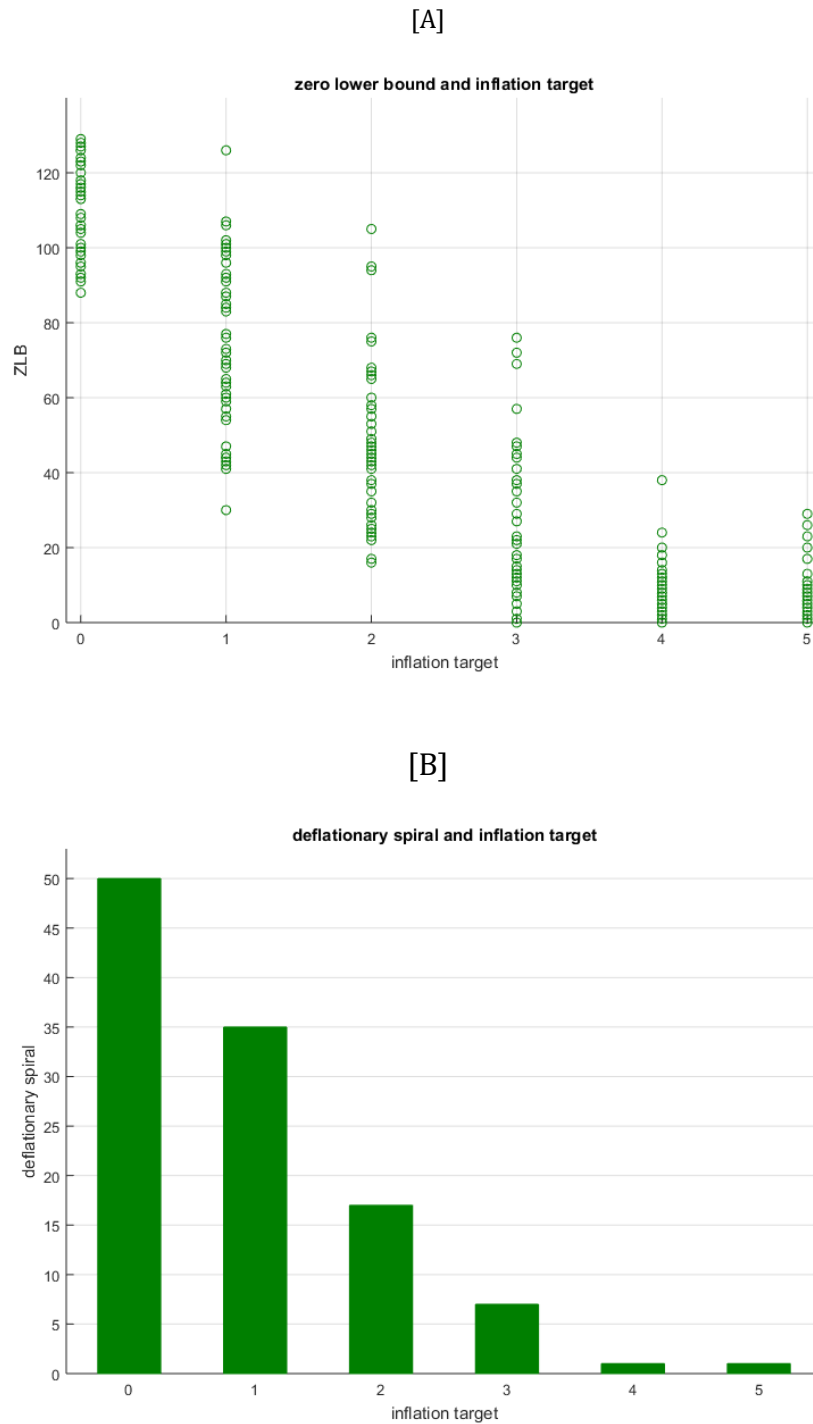 [A]
zero lower bound and inflation target
120
100
80
60
40
20
0
ZLB
0 1 2 3 4 5
inflation target
[B]
deflationary spiral and inflation target
50
45
40
35
30
25
20
15
10
5
0
deflationary spiral
0 1 2 3 4 5
inflation target